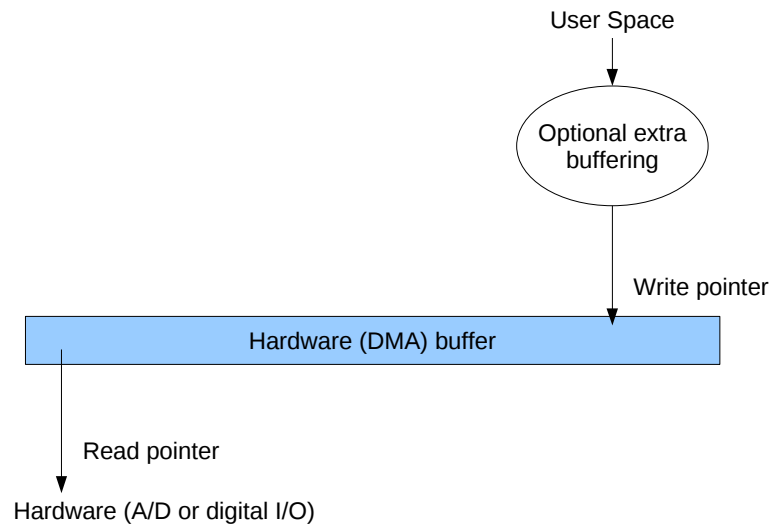 User Space
Optional extra
buffering
Write pointer
Hardware (DMA) buffer
Read pointer
Hardware (A/D or digital I/O)